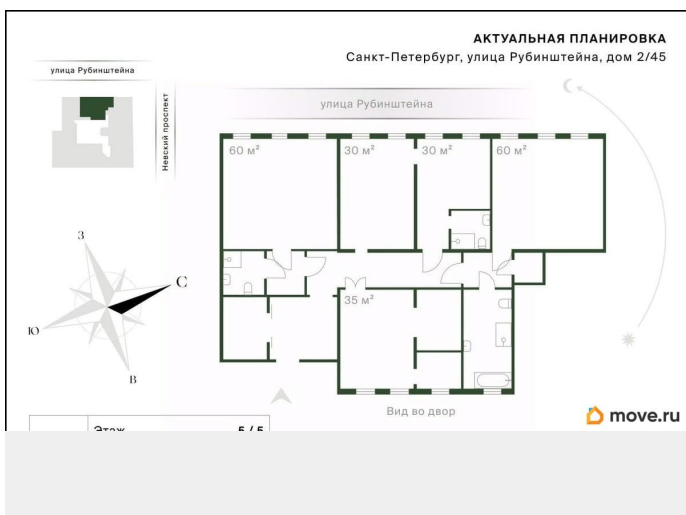 АКТУАЛЬНАЯ ПЛАНИРОВКА
Санкт-Петербург, улица Рубинштейна, дом 2/45
улица Рубинштейна
Невский проспект
улица Рубинштейна
60 м²
30 м²
30 м²
60 м²
З
С
Ю
В
35 м²
Вид во двор
move.ru
Этаж 5 / 5